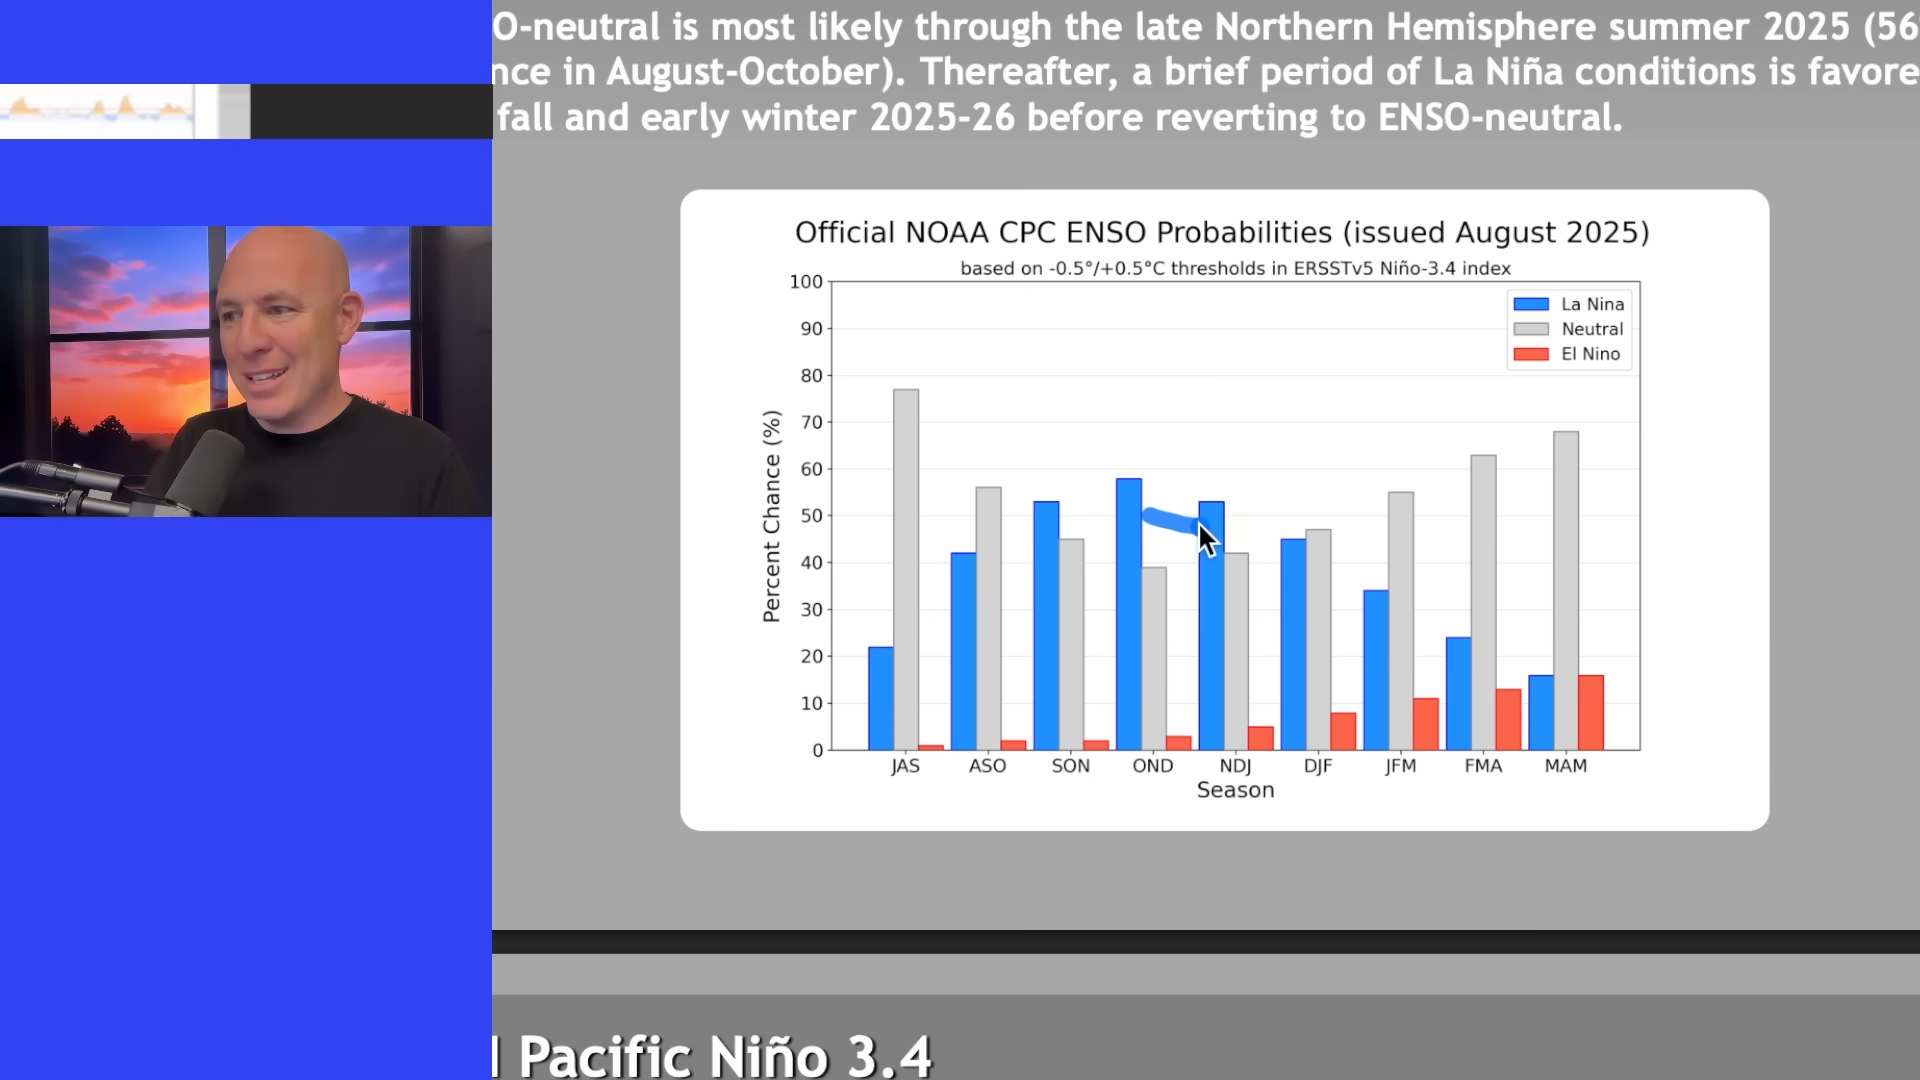 O-neutral is most likely through the late Northern Hemisphere summer 2025 (56
nce in August-October). Thereafter, a brief period of La Niña conditions is favore
fall and early winter 2025-26 before reverting to ENSO-neutral.
Official NOAA CPC ENSO Probabilities (issued August 2025)
based on -0.5°/+0.5°C thresholds in ERSSTv5 Niño-3.4 index
La Nina
Neutral
El Nino
Percent Chance (%)
100
90
80
70
60
50
40
30
20
10
0
JAS ASO SON OND NDJ DJF JFM FMA MAM
Season
Pacific Niño 3.4